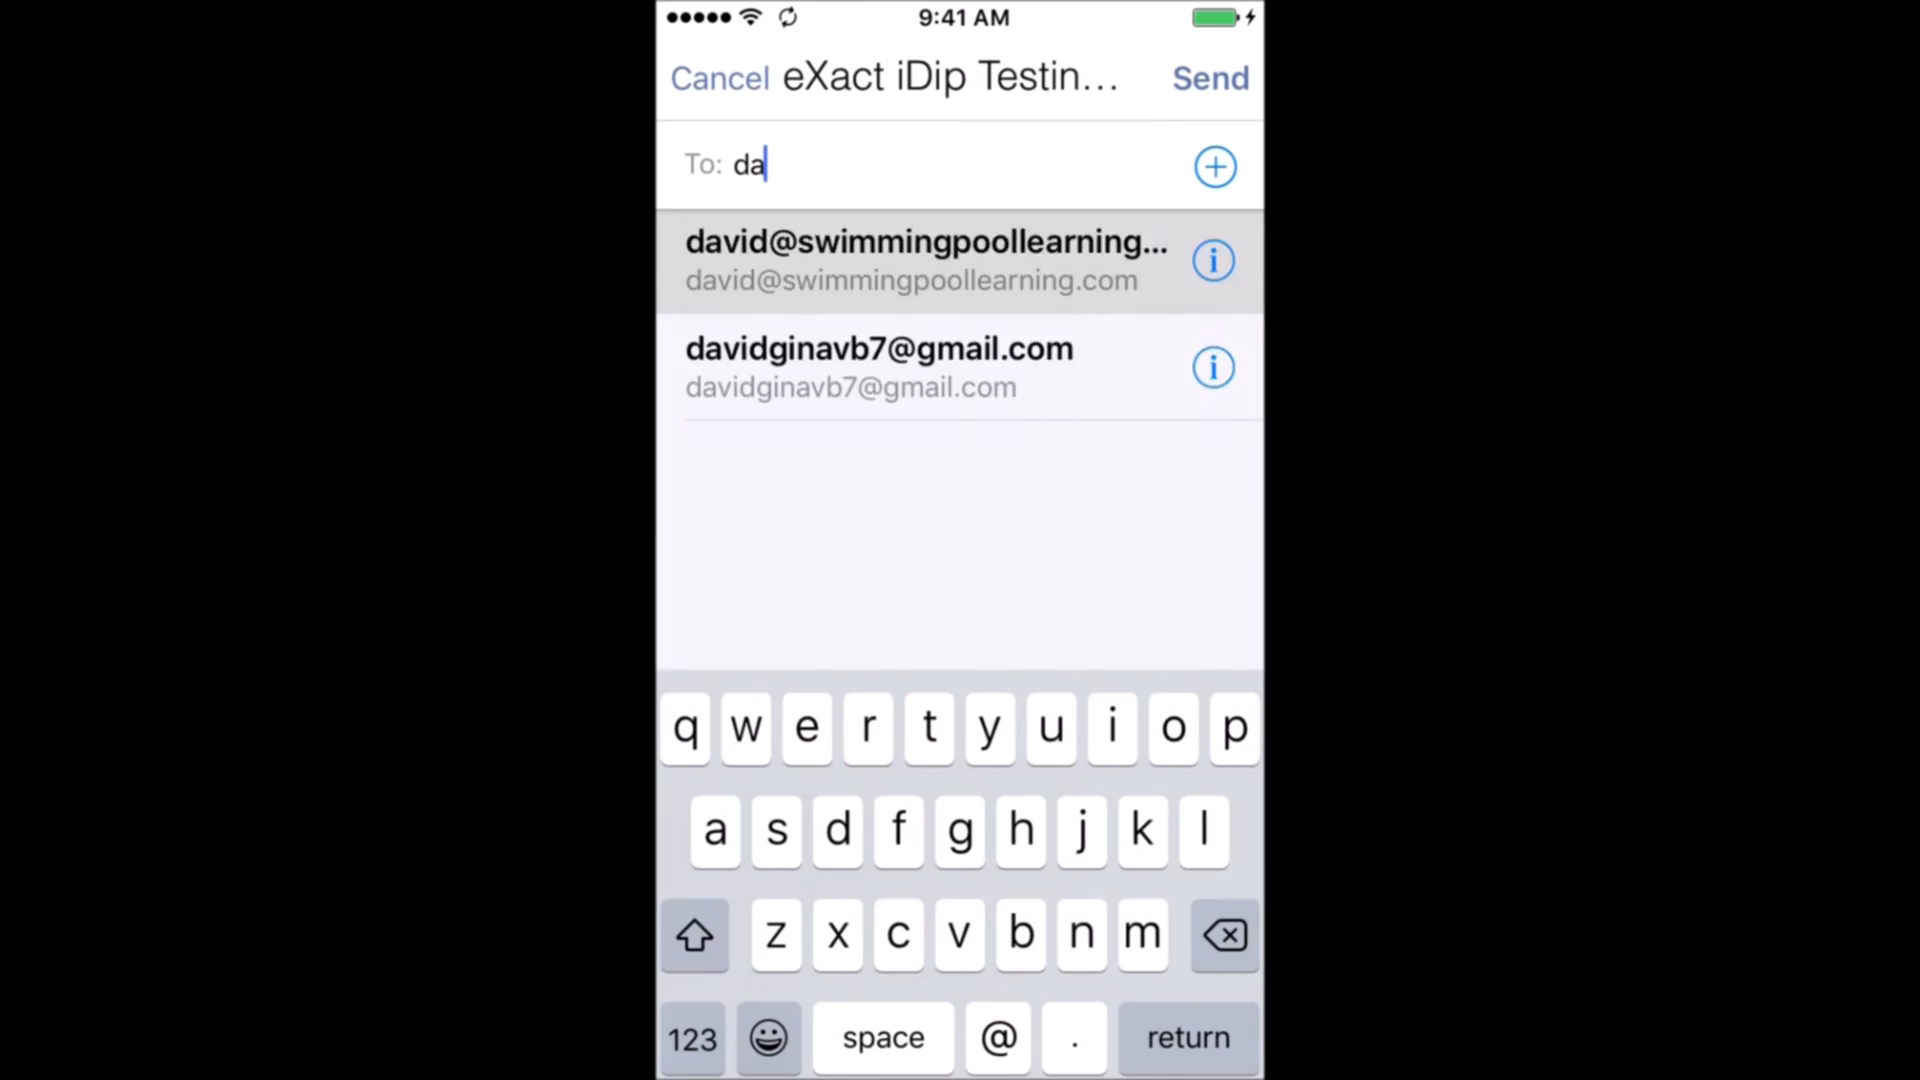 9:41 AM
Cancel eXact iDip Testin... Send
To: da
david@swimmingpoollearning...
david@swimmingpoollearning.com
davidginavb7@gmail.com
davidginavb7@gmail.com
q w e r t y u i o p
a s d f g h j k l
z x c v b n m
123 space @ . return